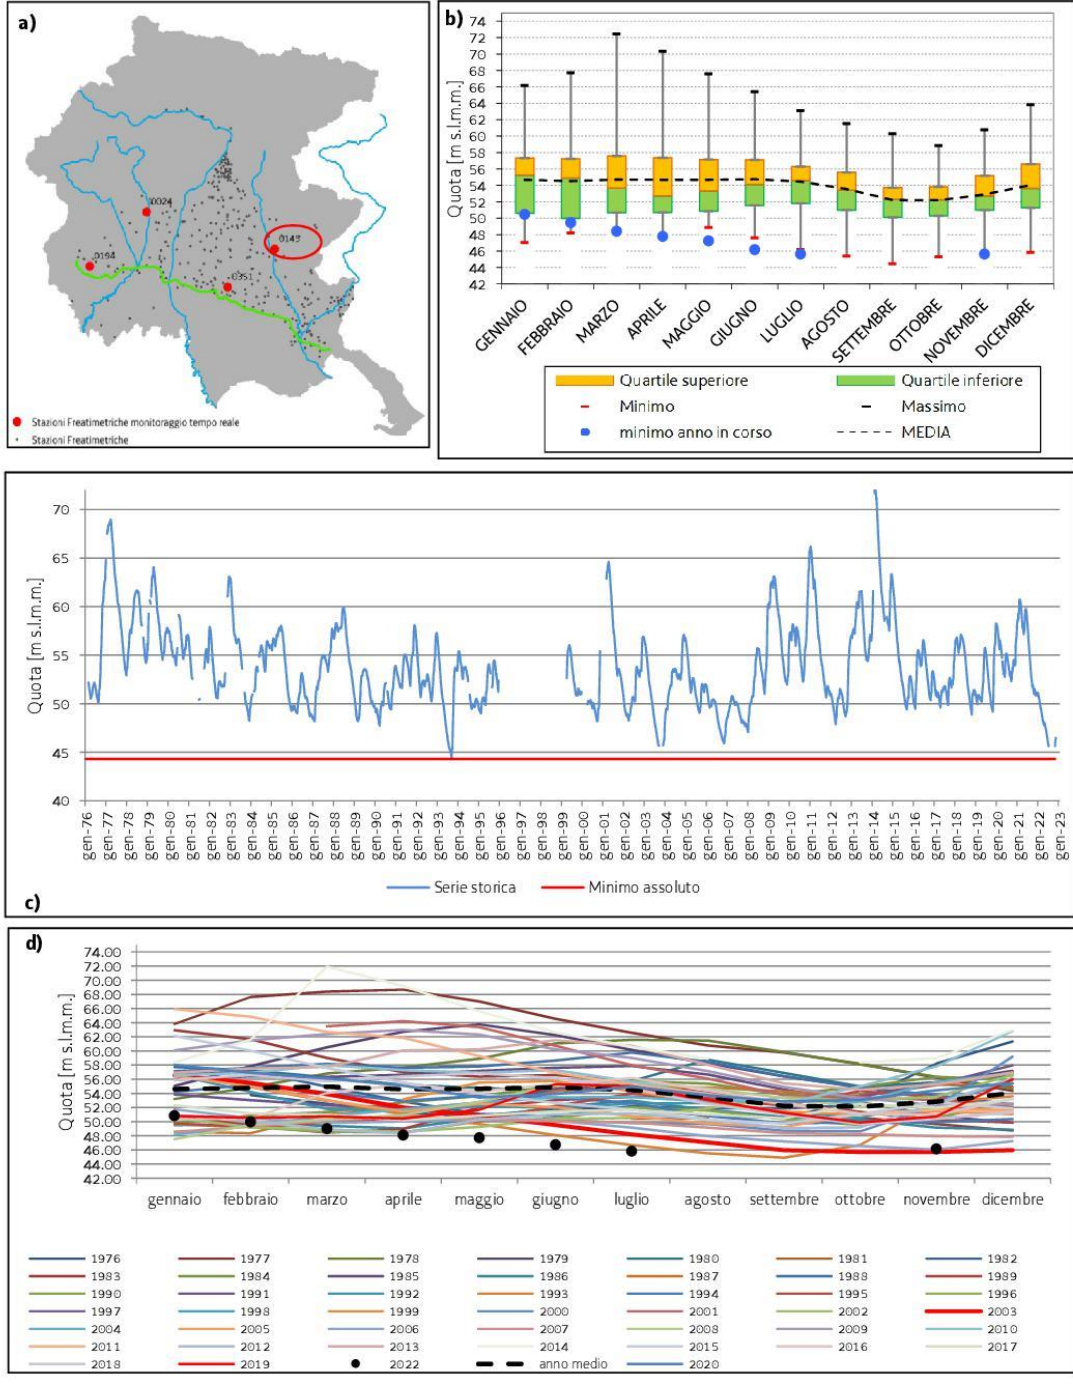 a)
0024
0194
0143
0351
Stazioni Freatimetriche monitoraggio tempo reale
Stazioni Freatimetriche
b)
Quota [m s.l.m.m.]
74
72
70
68
66
64
62
60
58
56
54
52
50
48
46
44
42
GENNAIO
FEBBRAIO
MARZO
APRILE
MAGGIO
GIUGNO
LUGLIO
AGOSTO
SETTEMBRE
OTTOBRE
NOVEMBRE
DICEMBRE
Quartile superiore
Quartile inferiore
Minimo
Massimo
minimo anno in corso
MEDIA
Quota [m s.l.m.m.]
70
65
60
55
50
45
40
gen-76
gen-77
gen-78
gen-79
gen-80
gen-81
gen-82
gen-83
gen-84
gen-85
gen-86
gen-87
gen-88
gen-89
gen-90
gen-91
gen-92
gen-93
gen-94
gen-95
gen-96
gen-97
gen-98
gen-99
gen-00
gen-01
gen-02
gen-03
gen-04
gen-05
gen-06
gen-07
gen-08
gen-09
gen-10
gen-11
gen-12
gen-13
gen-14
gen-15
gen-16
gen-17
gen-18
gen-19
gen-20
gen-21
gen-22
gen-23
Serie storica
Minimo assoluto
c)
d)
Quota [m s.l.m.m.]
74.00
72.00
70.00
68.00
66.00
64.00
62.00
60.00
58.00
56.00
54.00
52.00
50.00
48.00
46.00
44.00
42.00
gennaio
febbraio
marzo
aprile
maggio
giugno
luglio
agosto
settembre
ottobre
novembre
dicembre
1976 1977 1978 1979 1980 1981 1982
1983 1984 1985 1986 1987 1988 1989
1990 1991 1992 1993 1994 1995 1996
1997 1998 1999 2000 2001 2002 2003
2004 2005 2006 2007 2008 2009 2010
2011 2012 2013 2014 2015 2016 2017
2018 2019 2022 anno medio 2020